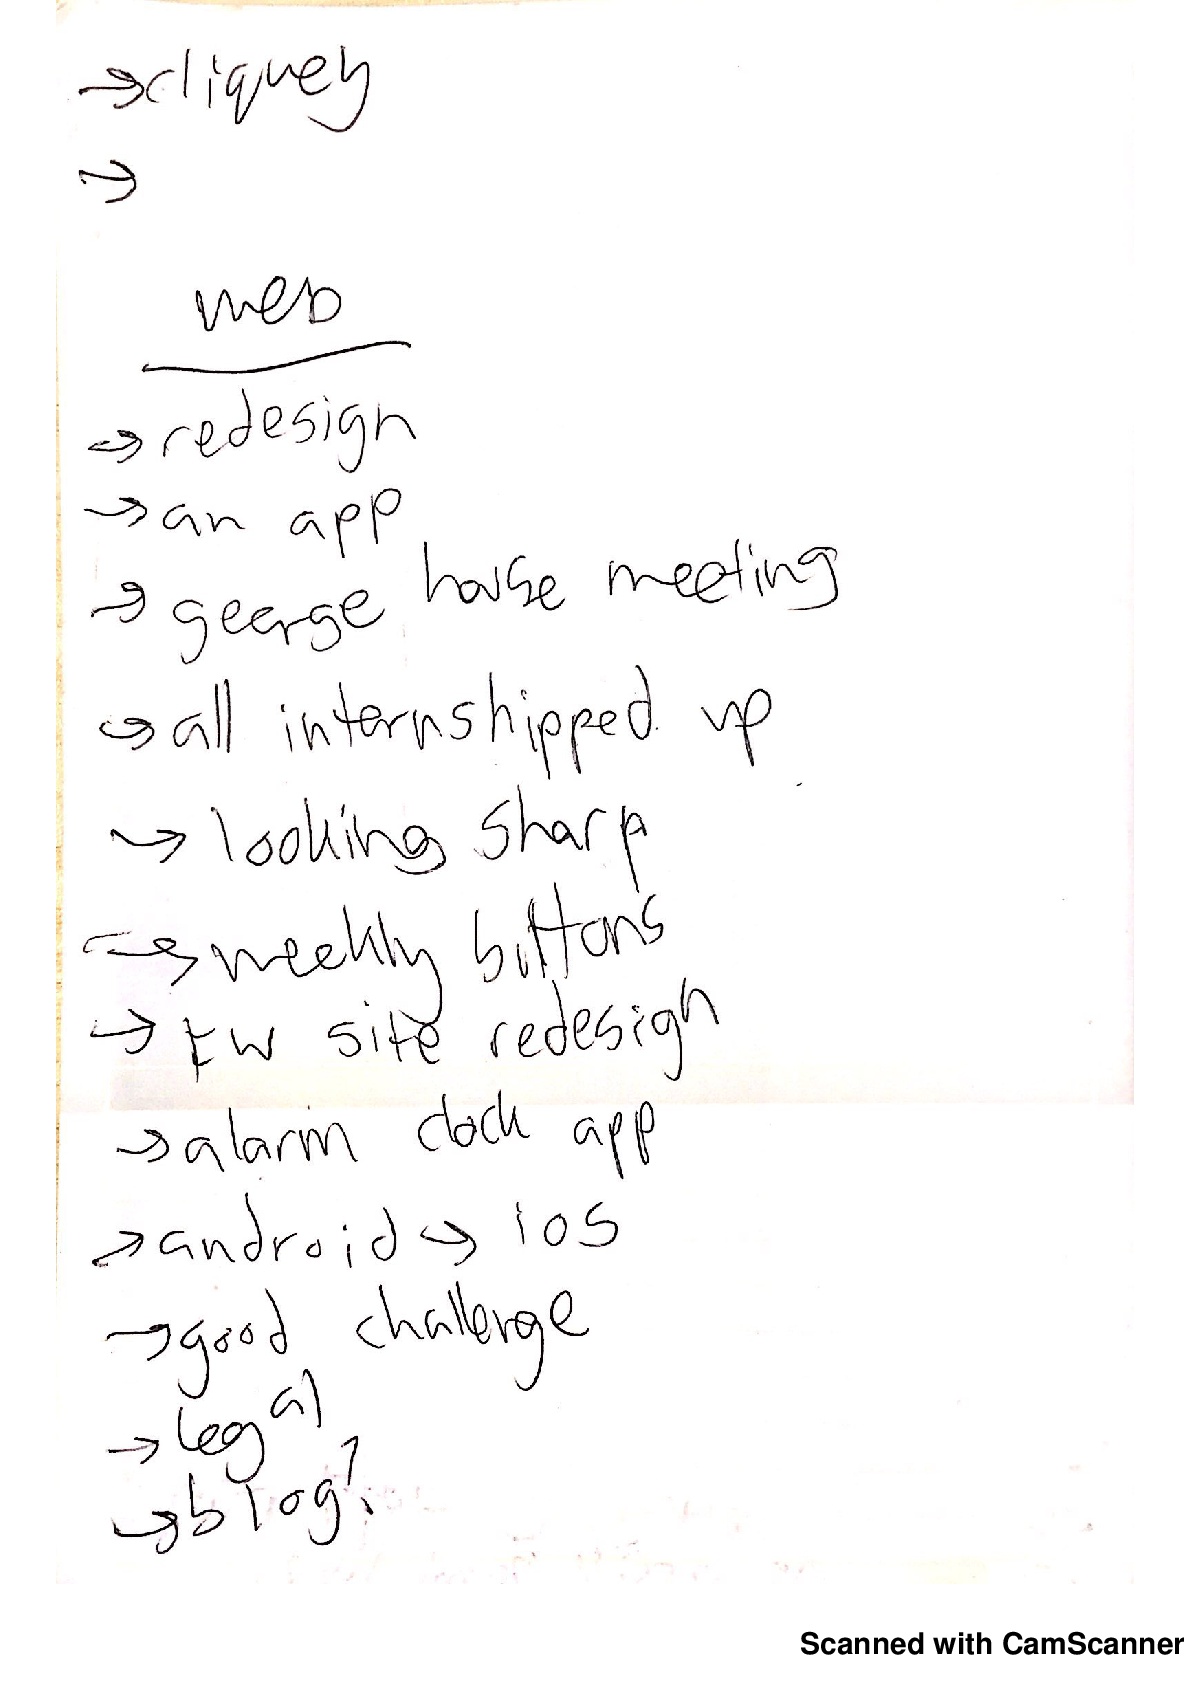 → cliquey
→
web
→ redesign
→ an app
→ george house meeting
→ all internshipped up
→ looking sharp
→ weekly buttons
→ tw site redesign
→ alarm clock app
→ android → ios
→ good challenge
→ legal
→ blog?
Scanned with CamScanner